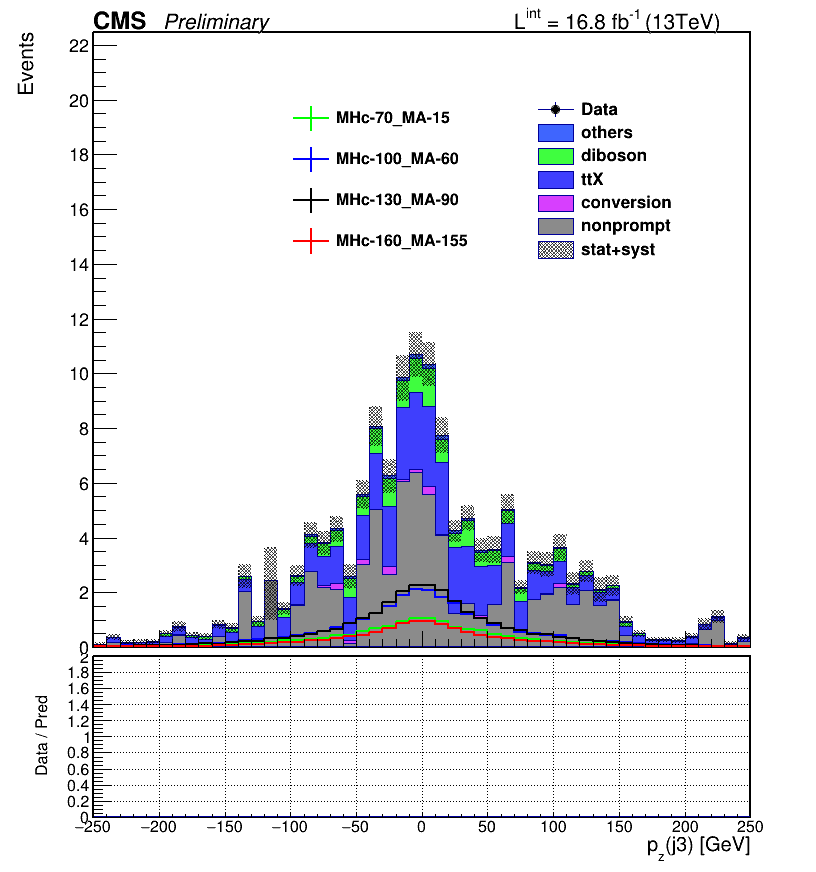 CMS Preliminary L^int = 16.8 fb^-1 (13TeV)
Events
22
20
18
16
14
12
10
8
6
4
2
0
MHc-70_MA-15
MHc-100_MA-60
MHc-130_MA-90
MHc-160_MA-155
Data
others
diboson
ttX
conversion
nonprompt
stat+syst
Data / Pred
2
1.8
1.6
1.4
1.2
1
0.8
0.6
0.4
0.2
0
−250 −200 −150 −100 −50 0 50 100 150 200 250
p_z(j3) [GeV]